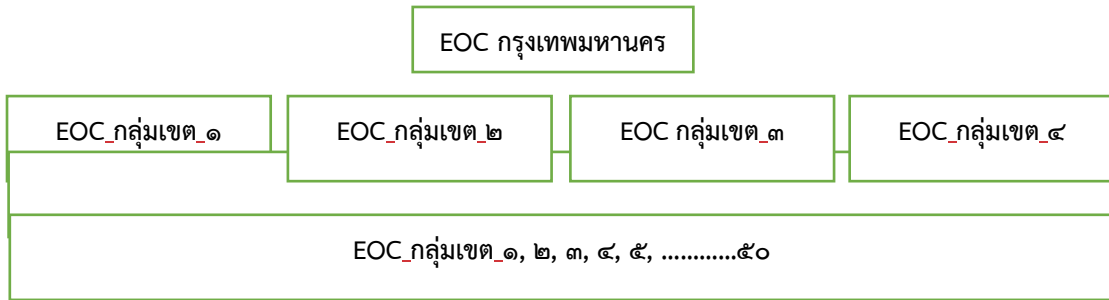 EOC กรุงเทพมหานคร
EOC_กลุ่มเขต_๑
EOC_กลุ่มเขต_๒
EOC กลุ่มเขต_๓
EOC_กลุ่มเขต_๔
EOC_กลุ่มเขต_๑, ๒, ๓, ๔, ๕, ............๕๐